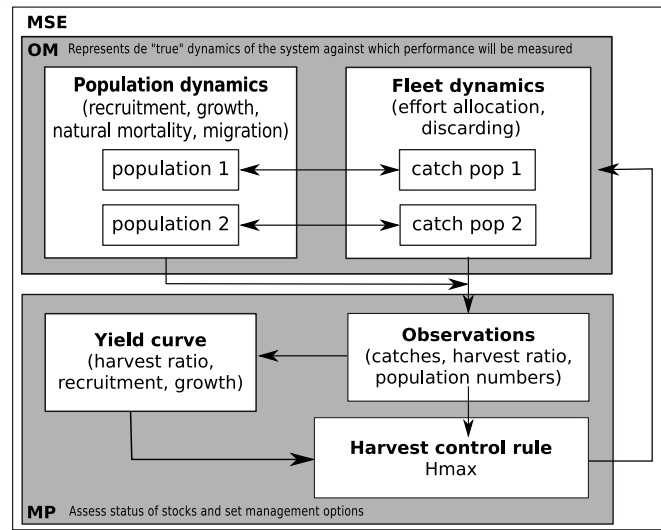 MSE
OM Represents de "true" dynamics of the system against which performance will be measured
Population dynamics
(recruitment, growth,
natural mortality, migration)
population 1
population 2
Fleet dynamics
(effort allocation,
discarding)
catch pop 1
catch pop 2
Yield curve
(harvest ratio,
recruitment, growth)
Observations
(catches, harvest ratio,
population numbers)
Harvest control rule
Hmax
MP Assess status of stocks and set management options